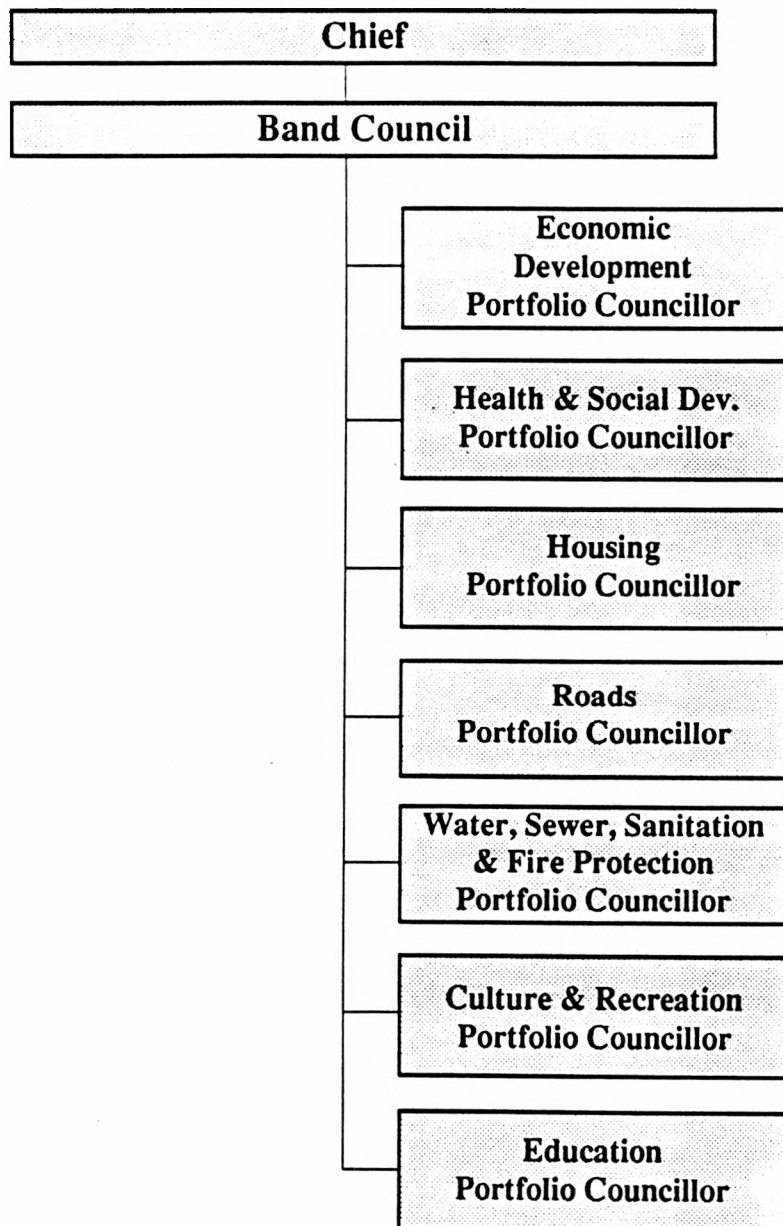 Chief
Band Council
Economic
Development
Portfolio Councillor
Health & Social Dev.
Portfolio Councillor
Housing
Portfolio Councillor
Roads
Portfolio Councillor
Water, Sewer, Sanitation
& Fire Protection
Portfolio Councillor
Culture & Recreation
Portfolio Councillor
Education
Portfolio Councillor